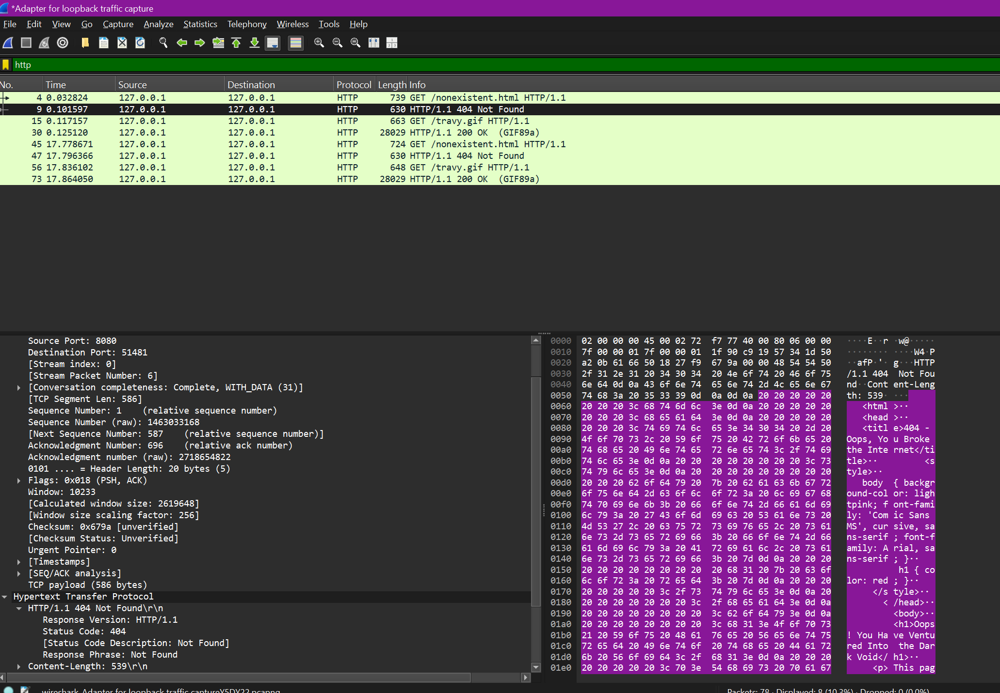 *Adapter for loopback traffic capture
File Edit View Go Capture Analyze Statistics Telephony Wireless Tools Help
http
No. Time Source Destination Protocol Length Info
4 0.032824 127.0.0.1 127.0.0.1 HTTP 739 GET /nonexistent.html HTTP/1.1
9 0.101597 127.0.0.1 127.0.0.1 HTTP 630 HTTP/1.1 404 Not Found
15 0.117157 127.0.0.1 127.0.0.1 HTTP 663 GET /travy.gif HTTP/1.1
30 0.125120 127.0.0.1 127.0.0.1 HTTP 28029 HTTP/1.1 200 OK (GIF89a)
45 17.778671 127.0.0.1 127.0.0.1 HTTP 724 GET /nonexistent.html HTTP/1.1
47 17.796366 127.0.0.1 127.0.0.1 HTTP 630 HTTP/1.1 404 Not Found
56 17.836102 127.0.0.1 127.0.0.1 HTTP 648 GET /travy.gif HTTP/1.1
73 17.864050 127.0.0.1 127.0.0.1 HTTP 28029 HTTP/1.1 200 OK (GIF89a)
Source Port: 8080
Destination Port: 51481
[Stream index: 0]
[Stream Packet Number: 6]
[Conversation completeness: Complete, WITH_DATA (31)]
[TCP Segment Len: 586]
Sequence Number: 1 (relative sequence number)
Sequence Number (raw): 1463033168
[Next Sequence Number: 587 (relative sequence number)]
Acknowledgment Number: 696 (relative ack number)
Acknowledgment number (raw): 2718654822
0101 .... = Header Length: 20 bytes (5)
Flags: 0x018 (PSH, ACK)
Window: 10233
[Calculated window size: 2619648]
[Window size scaling factor: 256]
Checksum: 0x679a [unverified]
[Checksum Status: Unverified]
Urgent Pointer: 0
[Timestamps]
[SEQ/ACK analysis]
TCP payload (586 bytes)
Hypertext Transfer Protocol
HTTP/1.1 404 Not Found\r\n
Response Version: HTTP/1.1
Status Code: 404
[Status Code Description: Not Found]
Response Phrase: Not Found
Content-Length: 539\r\n
0000 02 00 00 00 45 00 02 72 f7 77 40 00 80 06 00 00 ····E··r ·w@·····
0010 7f 00 00 01 7f 00 00 01 1f 90 c9 19 57 34 1d 50 ········ ····W4·P
0020 a2 0b 61 66 50 18 27 f9 67 9a 00 00 48 54 54 50 ··afP·'· g···HTTP
0030 2f 31 2e 31 20 34 30 34 20 4e 6f 74 20 46 6f 75 /1.1 404 Not Fou
0040 6e 64 0d 0a 43 6f 6e 74 65 6e 74 2d 4c 65 6e 67 nd··Cont ent-Leng
0050 74 68 3a 20 35 33 39 0d 0a 0d 0a 20 20 20 20 20 th: 539· ···
0060 20 20 20 3c 68 74 6d 6c 3e 0d 0a 20 20 20 20 20 <html >··
0070 20 20 20 3c 68 65 61 64 3e 0d 0a 20 20 20 20 20 <head >··
0080 20 20 20 3c 74 69 74 6c 65 3e 34 30 34 20 2d 20 <titl e>404 -
0090 4f 6f 70 73 2c 20 59 6f 75 20 42 72 6f 6b 65 20 Oops, Yo u Broke
00a0 74 68 65 20 49 6e 74 65 72 6e 65 74 3c 2f 74 69 the Inte rnet</ti
00b0 74 6c 65 3e 0d 0a 20 20 20 20 20 20 20 20 3c 73 tle>·· <s
00c0 74 79 6c 65 3e 0d 0a 20 20 20 20 20 20 20 20 20 tyle>··
00d0 20 20 20 62 6f 64 79 20 7b 20 62 61 63 6b 67 72 body { backgr
00e0 6f 75 6e 64 2d 63 6f 6c 6f 72 3a 20 6c 69 67 68 ound-col or: ligh
00f0 74 70 69 6e 6b 3b 20 66 6f 6e 74 2d 66 61 6d 69 tpink; f ont-fami
0100 6c 79 3a 20 27 43 6f 6d 69 63 20 53 61 6e 73 20 ly: 'Com ic Sans
0110 4d 53 27 2c 20 63 75 72 73 69 76 65 2c 20 73 61 MS', cur sive, sa
0120 6e 73 2d 73 65 72 69 66 3b 20 66 6f 6e 74 2d 66 ns-serif ; font-f
0130 61 6d 69 6c 79 3a 20 41 72 69 61 6c 2c 20 73 61 amily: A rial, sa
0140 6e 73 2d 73 65 72 69 66 3b 20 7d 0d 0a 20 20 20 ns-serif ; }··
0150 20 20 20 20 20 20 20 20 20 68 31 20 7b 20 63 6f h1 { co
0160 6c 6f 72 3a 20 72 65 64 3b 20 7d 0d 0a 20 20 20 lor: red ; }··
0170 20 20 20 20 20 3c 2f 73 74 79 6c 65 3e 0d 0a 20 </s tyle>··
0180 20 20 20 20 20 20 20 3c 2f 68 65 61 64 3e 0d 0a < /head>··
0190 20 20 20 20 20 20 20 20 3c 62 6f 64 79 3e 0d 0a <body>··
01a0 20 20 20 20 20 20 20 20 3c 68 31 3e 4f 6f 70 73 <h1>Oops
01b0 21 20 59 6f 75 20 48 61 76 65 20 56 65 6e 74 75 ! You Ha ve Ventu
01c0 72 65 64 20 49 6e 74 6f 20 74 68 65 20 44 61 72 red Into the Dar
01d0 6b 20 56 6f 69 64 3c 2f 68 31 3e 0d 0a 20 20 20 k Void</ h1>··
01e0 20 20 20 20 20 3c 70 3e 54 68 69 73 20 70 61 67 <p> This pag
wireshark_Adapter for loopback traffic captureY5DY22.pcapng
Packets: 78 · Displayed: 8 (10.3%) · Dropped: 0 (0.0%)